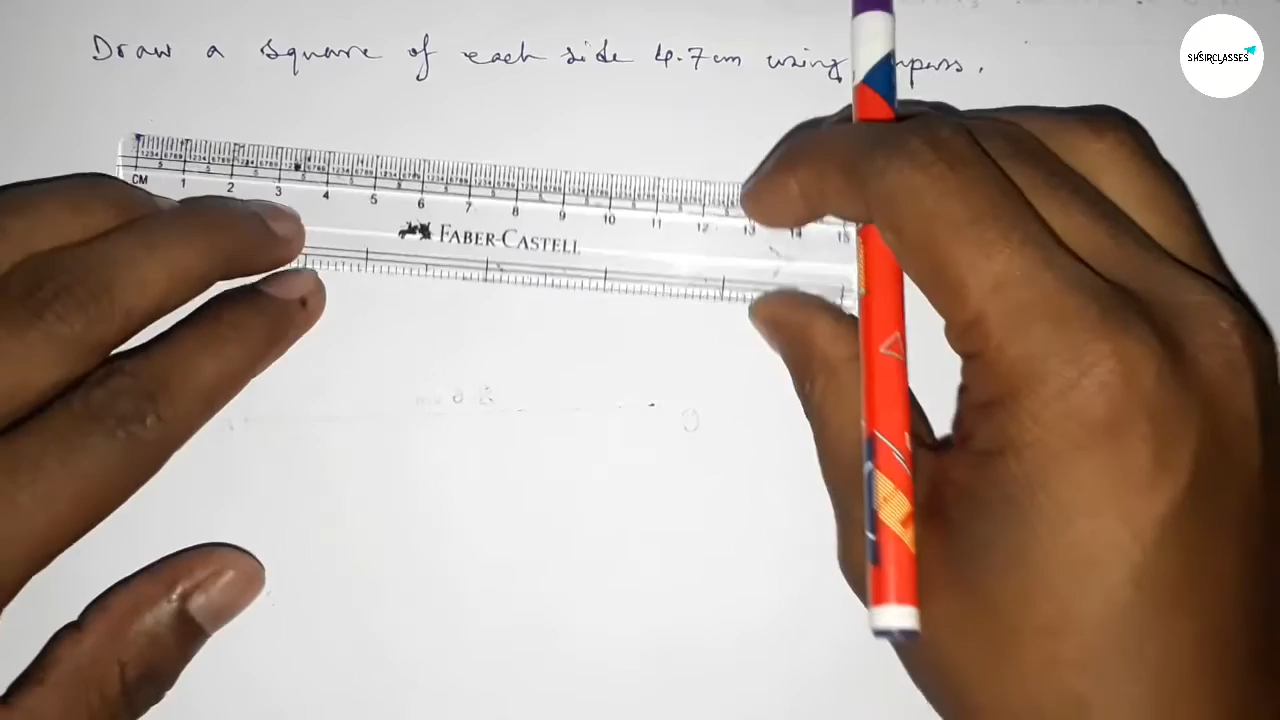 Draw a square of each side 4.7cm using
SHSIRCLASSES
CM 1 2 3 4 5 6 7 8 9 10 11 12 13 14 15
FABER-CASTELL